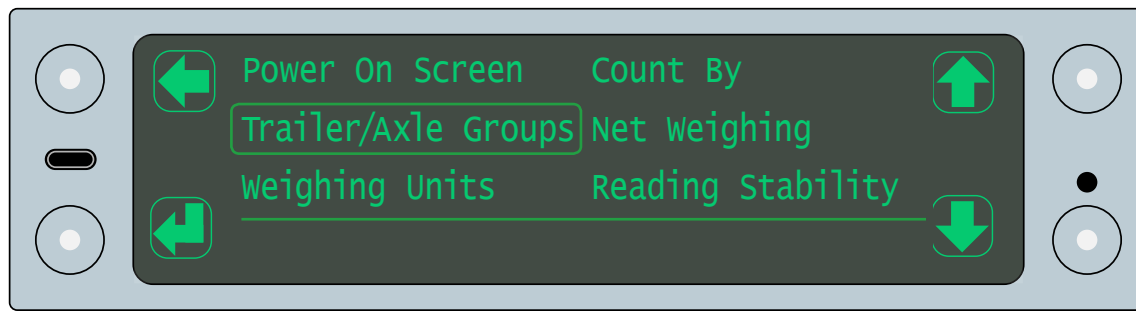 Power On Screen Count By
Trailer/Axle Groups Net Weighing
Weighing Units Reading Stability